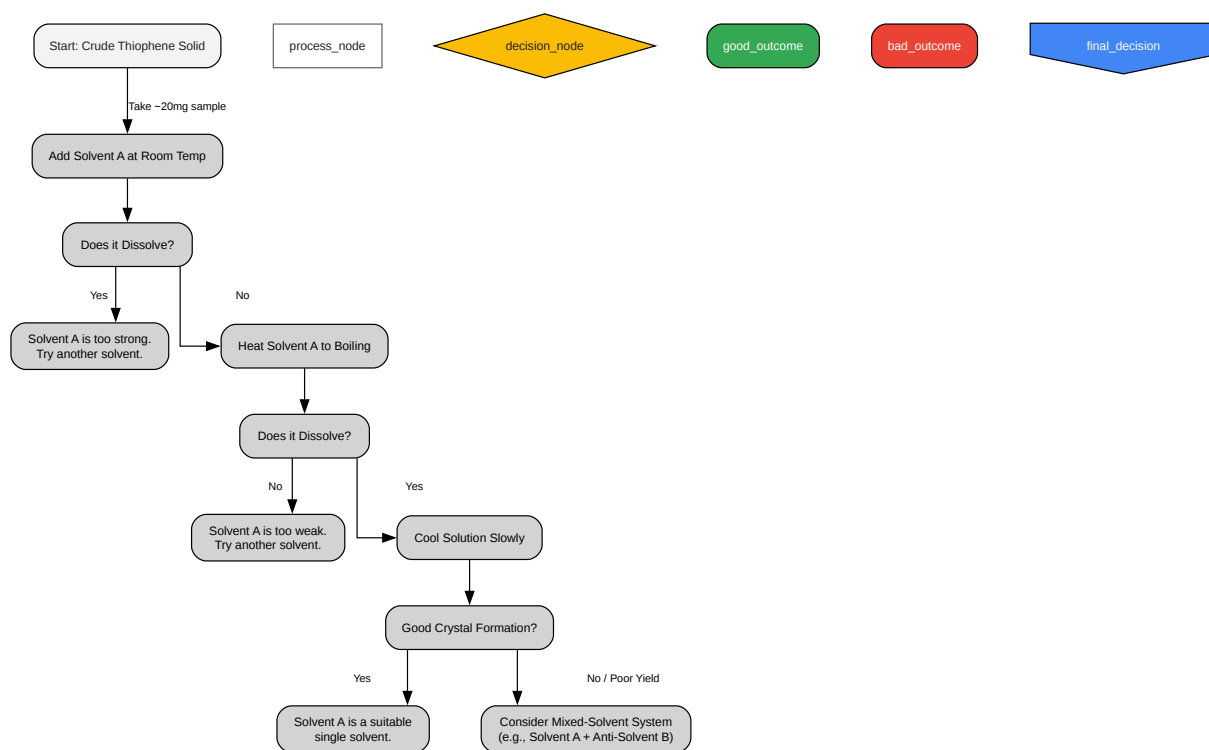 Start: Crude Thiophene Solid
process_node
decision_node
good_outcome
bad_outcome
final_decision
Take ~20mg sample
Add Solvent A at Room Temp
Does it Dissolve?
Yes
No
Solvent A is too strong.
Try another solvent.
Heat Solvent A to Boiling
Does it Dissolve?
No
Yes
Solvent A is too weak.
Try another solvent.
Cool Solution Slowly
Good Crystal Formation?
Yes
No / Poor Yield
Solvent A is a suitable
single solvent.
Consider Mixed-Solvent System
(e.g., Solvent A + Anti-Solvent B)